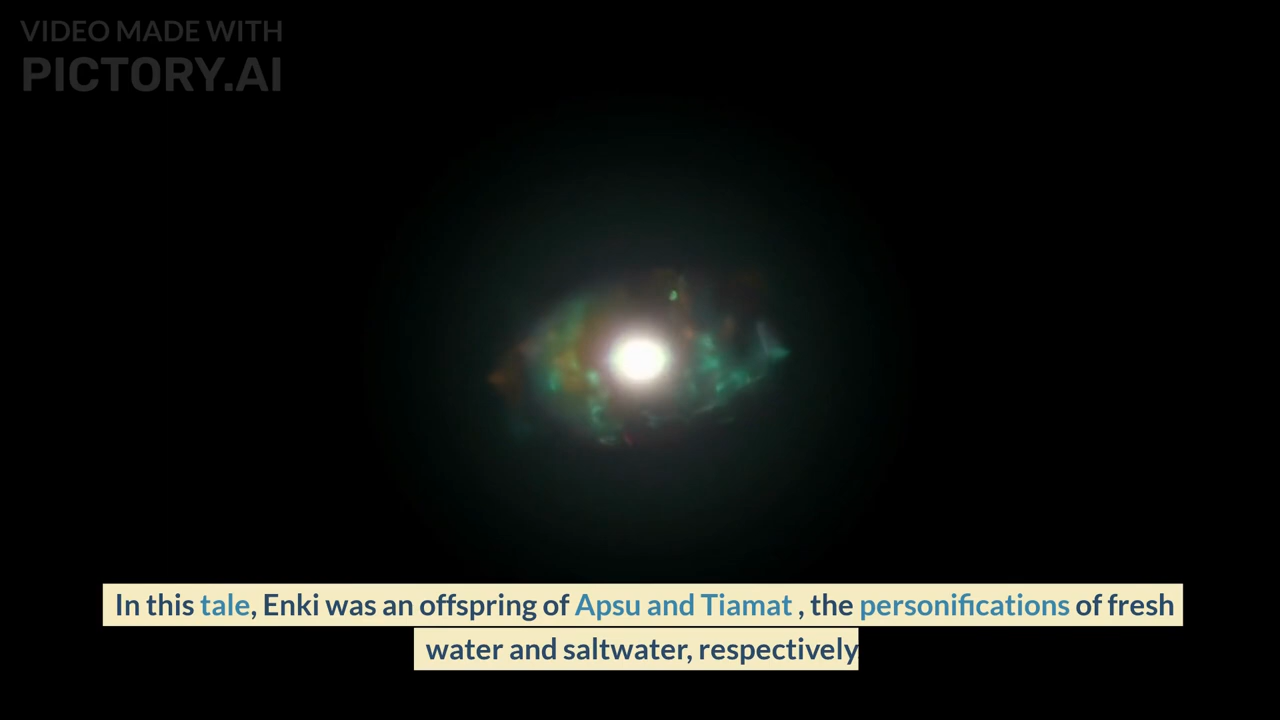 VIDEO MADE WITH
PICTORY.AI
In this tale, Enki was an offspring of Apsu and Tiamat , the personifications of fresh
water and saltwater, respectively